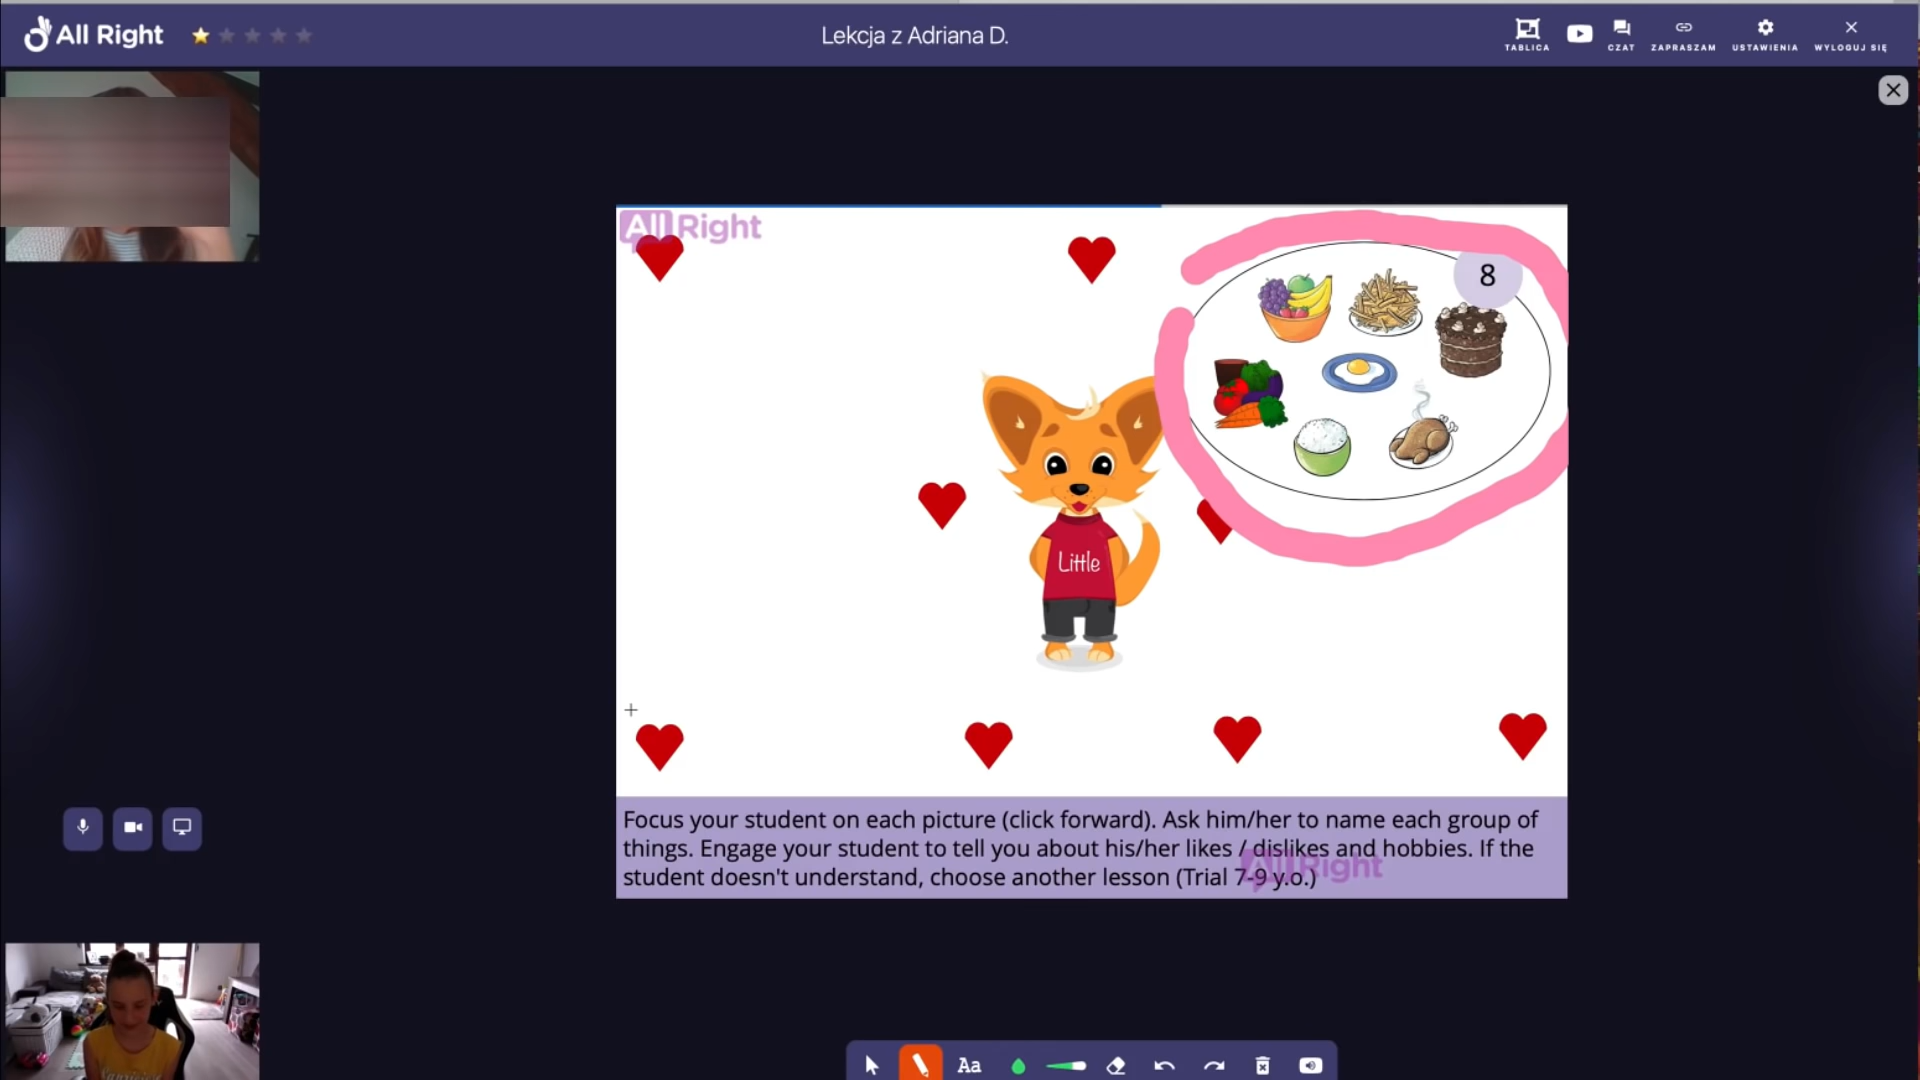 All Right
Lekcja z Adriana D.
TABLICA
CZAT
ZAPRASZAM
USTAWIENIA
WYLOGUJ SIĘ
All Right
8
Little
Focus your student on each picture (click forward). Ask him/her to name each group of
things. Engage your student to tell you about his/her likes / dislikes and hobbies. If the
student doesn't understand, choose another lesson (Trial 7-9 y.o.)
All Right
Aa